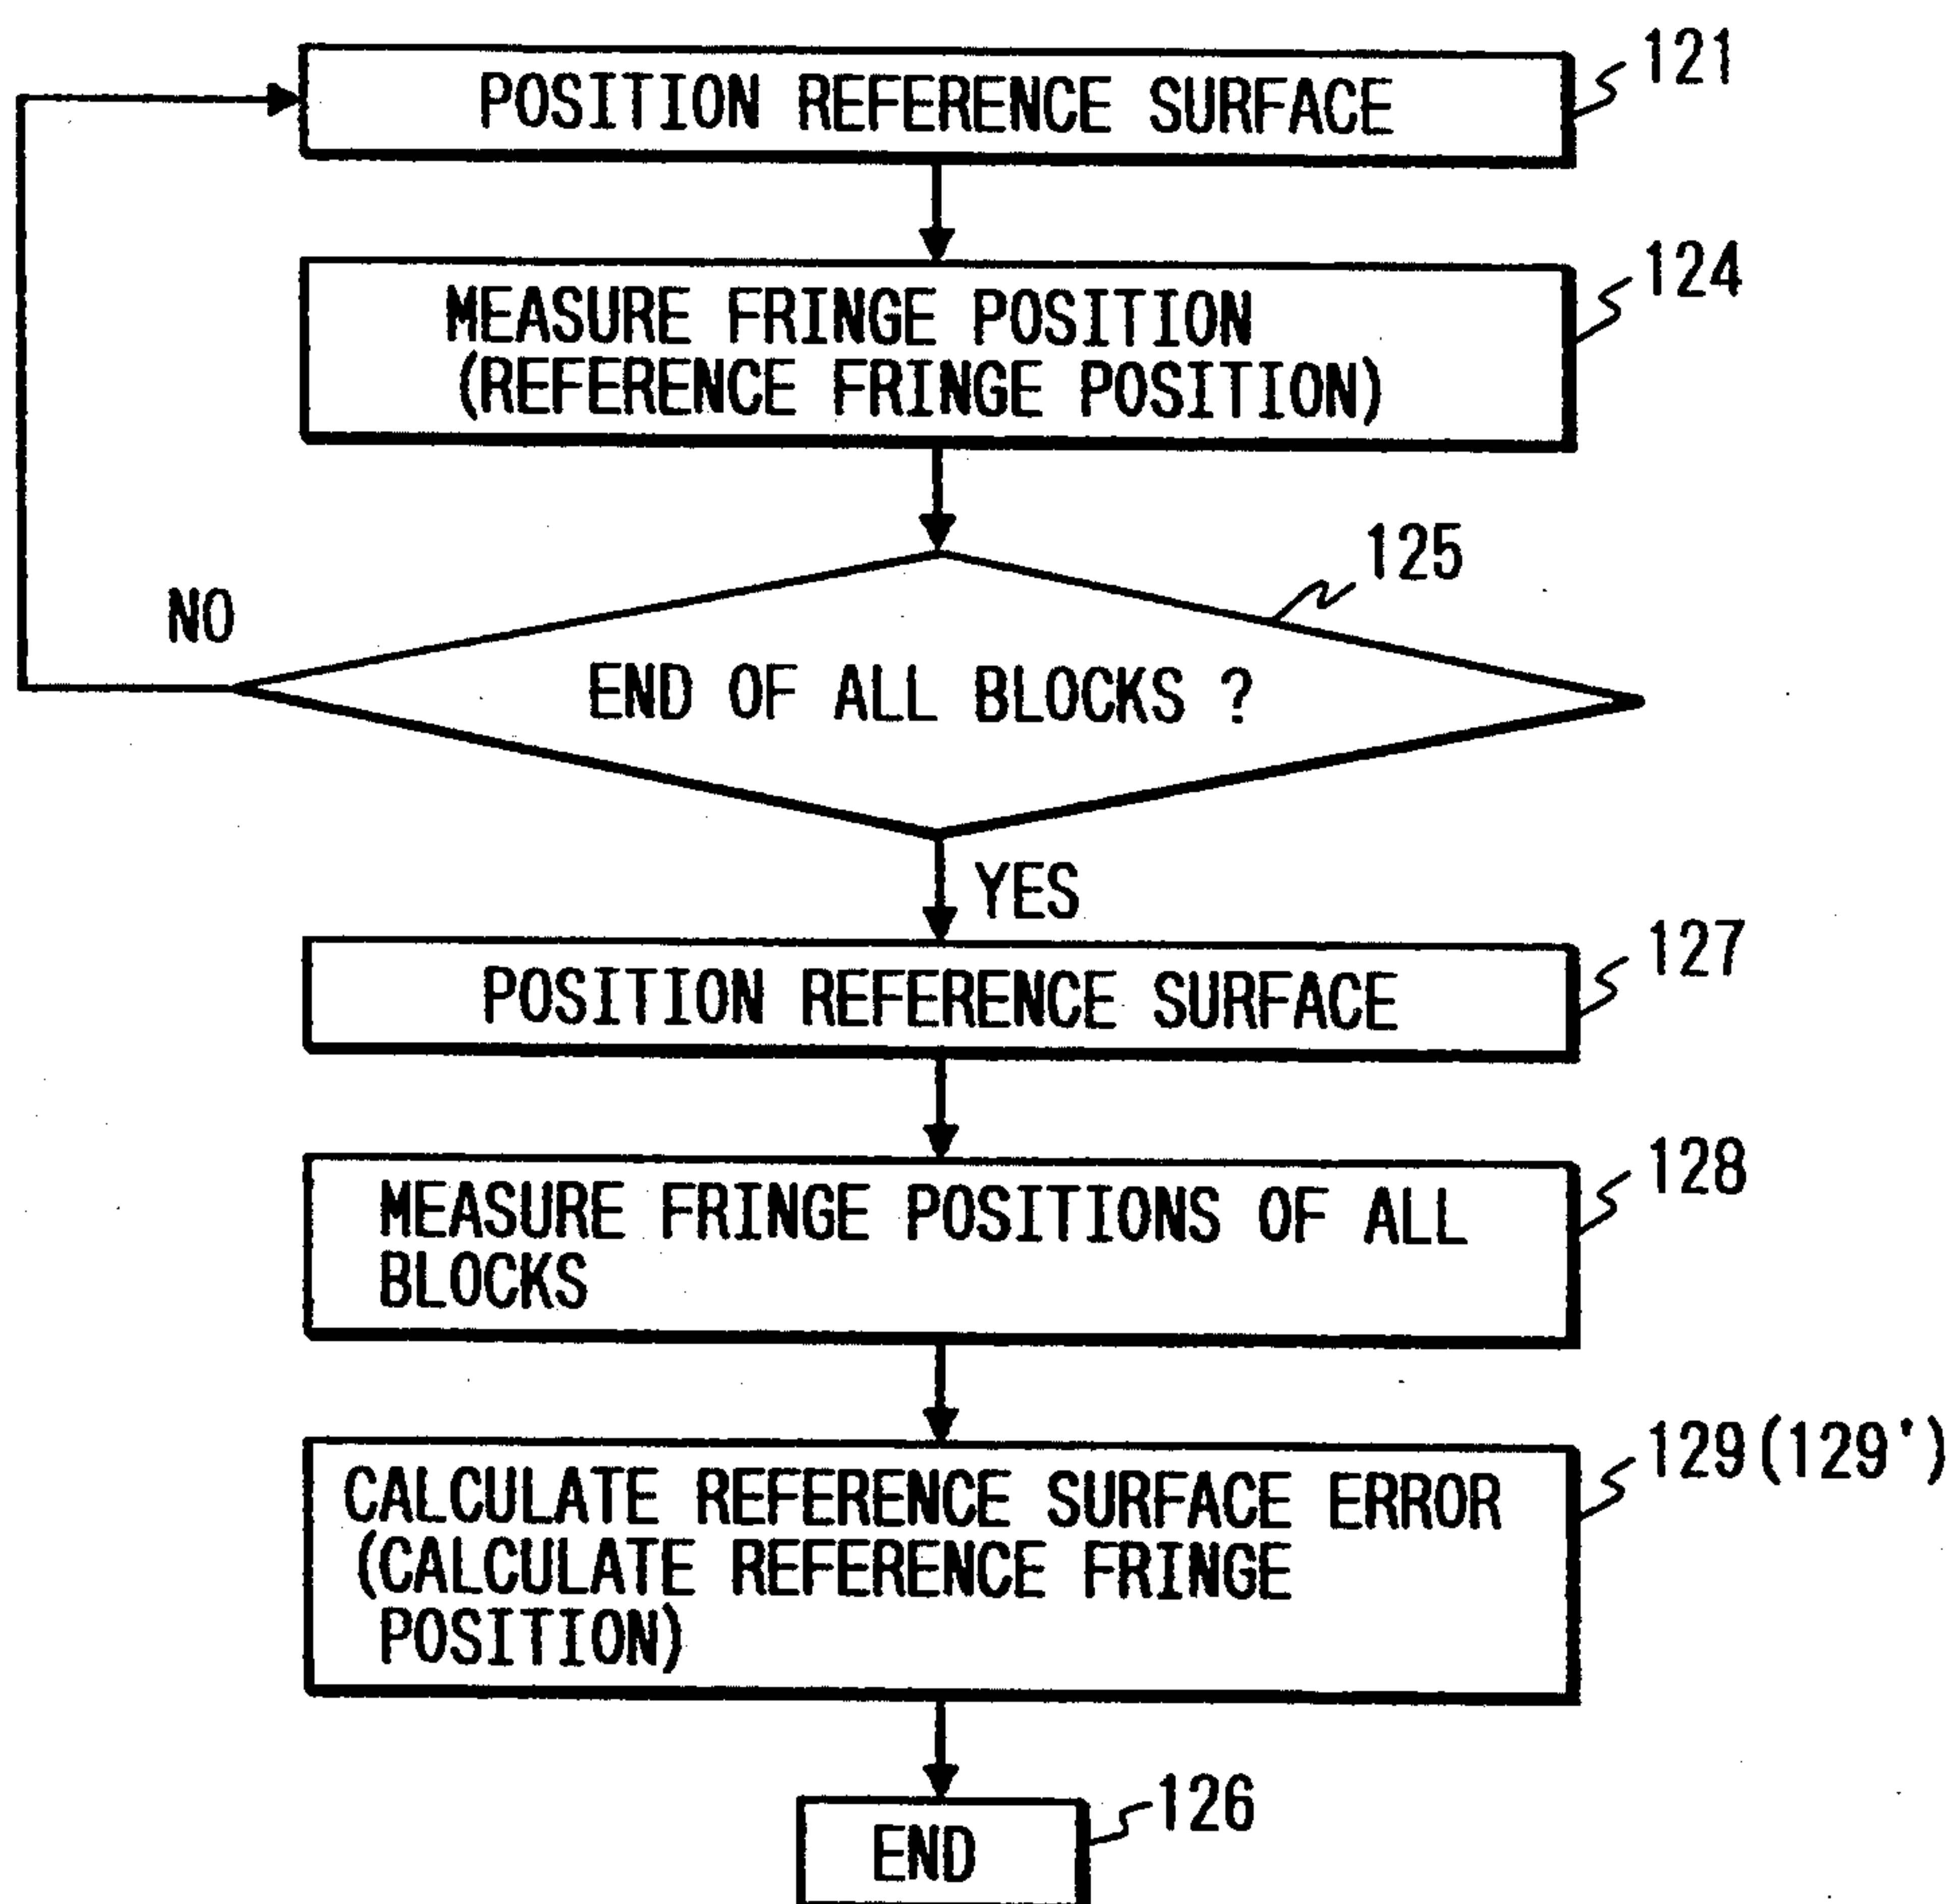 121
POSITION REFERENCE SURFACE
124
MEASURE FRINGE POSITION
(REFERENCE FRINGE POSITION)
125
NO
END OF ALL BLOCKS ?
YES
127
POSITION REFERENCE SURFACE
128
MEASURE FRINGE POSITIONS OF ALL
BLOCKS
129(129')
CALCULATE REFERENCE SURFACE ERROR
(CALCULATE REFERENCE FRINGE
POSITION)
126
END